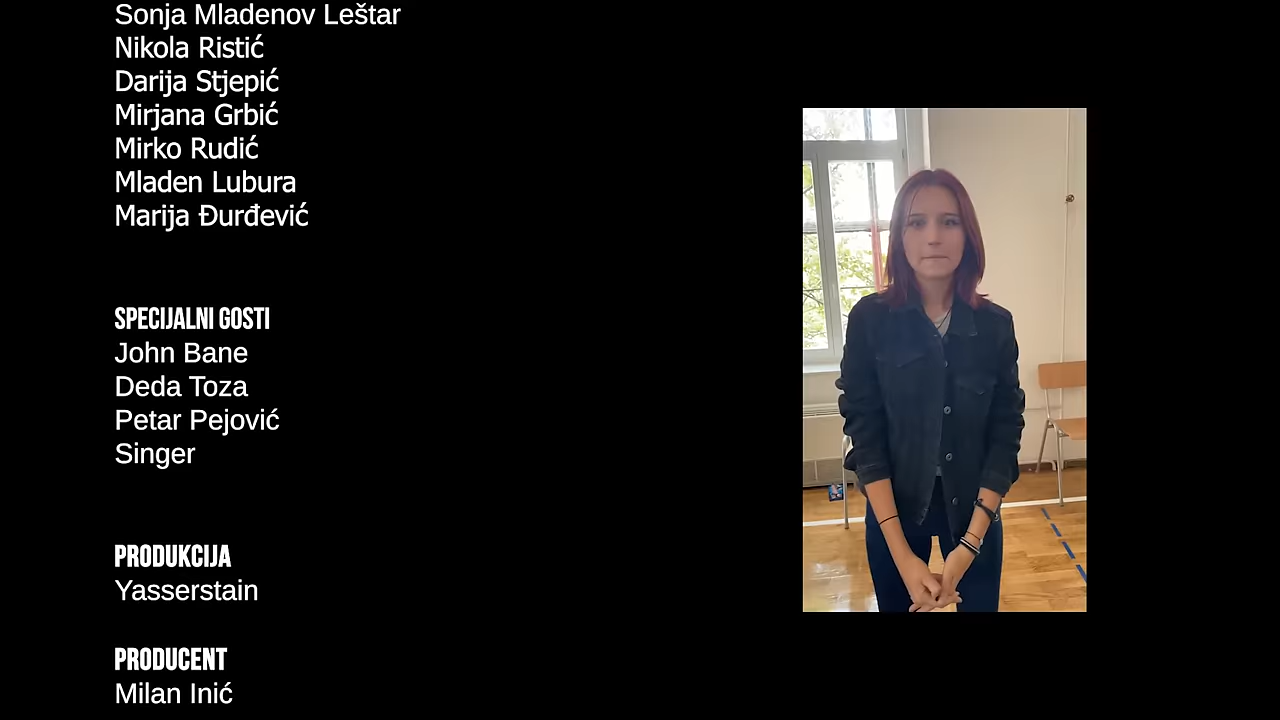 Sonja Mladenov Leštar
Nikola Ristić
Darija Stjepić
Mirjana Grbić
Mirko Rudić
Mladen Lubura
Marija Đurđević
SPECIJALNI GOSTI
John Bane
Deda Toza
Petar Pejović
Singer
PRODUKCIJA
Yasserstain
PRODUCENT
Milan Inić